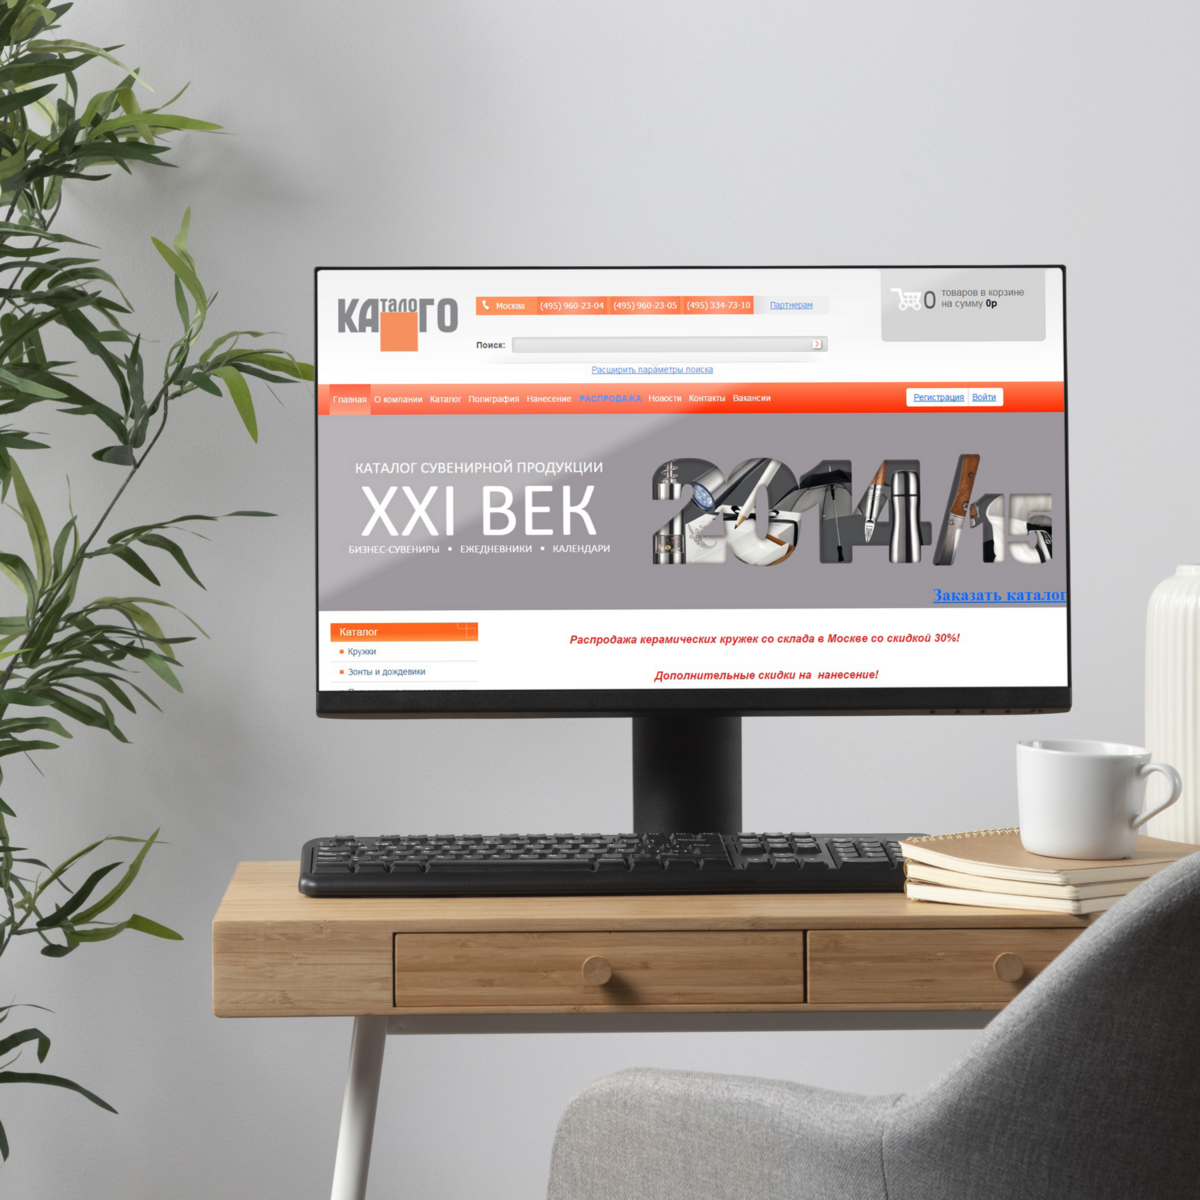 КАталоГО
Москва (495) 960-23-04 (495) 960-23-05 (495) 334-73-10 Партнерам
0 товаров в корзине
на сумму 0р
Поиск:
Расширить параметры поиска
Главная О компании Каталог Полиграфия Нанесение РАСПРОДАЖА Новости Контакты Вакансии Регистрация Войти
КАТАЛОГ СУВЕНИРНОЙ ПРОДУКЦИИ
XXI ВЕК
БИЗНЕС-СУВЕНИРЫ • ЕЖЕДНЕВНИКИ • КАЛЕНДАРИ
2014/15
Заказать каталог
Каталог
Кружки
Зонты и дождевики
Распродажа керамических кружек со склада в Москве со скидкой 30%!
Дополнительные скидки на нанесение!